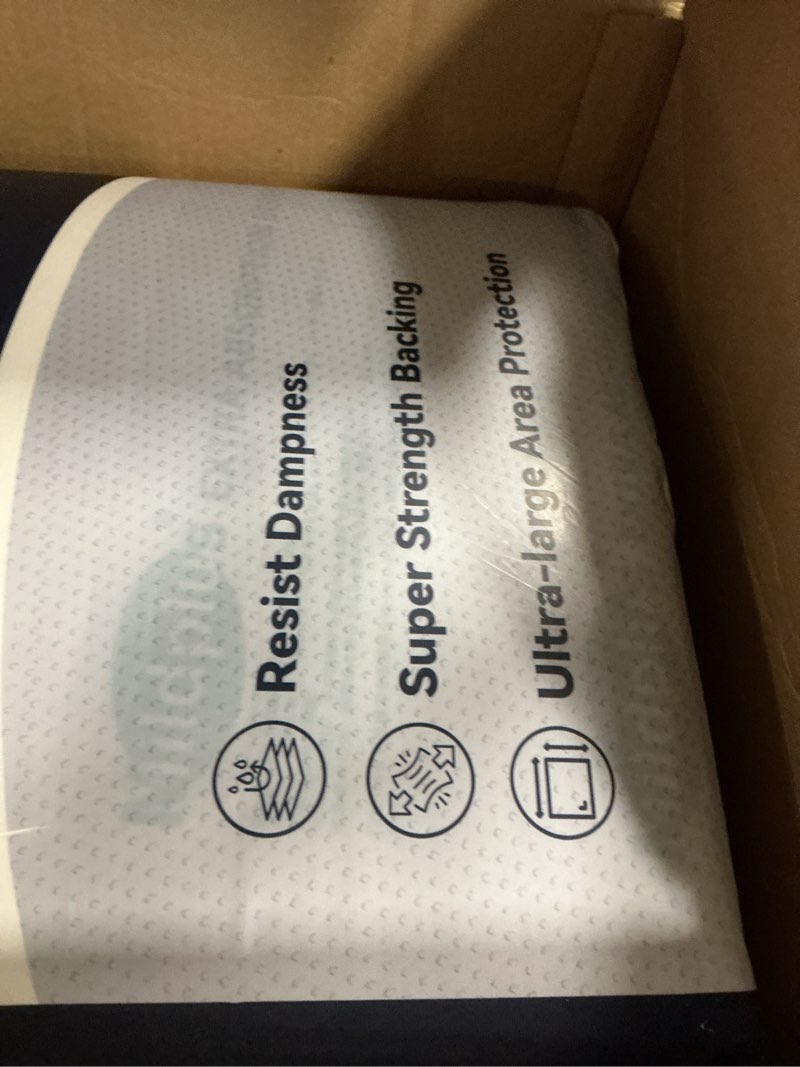 Resist Dampness
Super Strength Backing
Ultra-large Area Protection